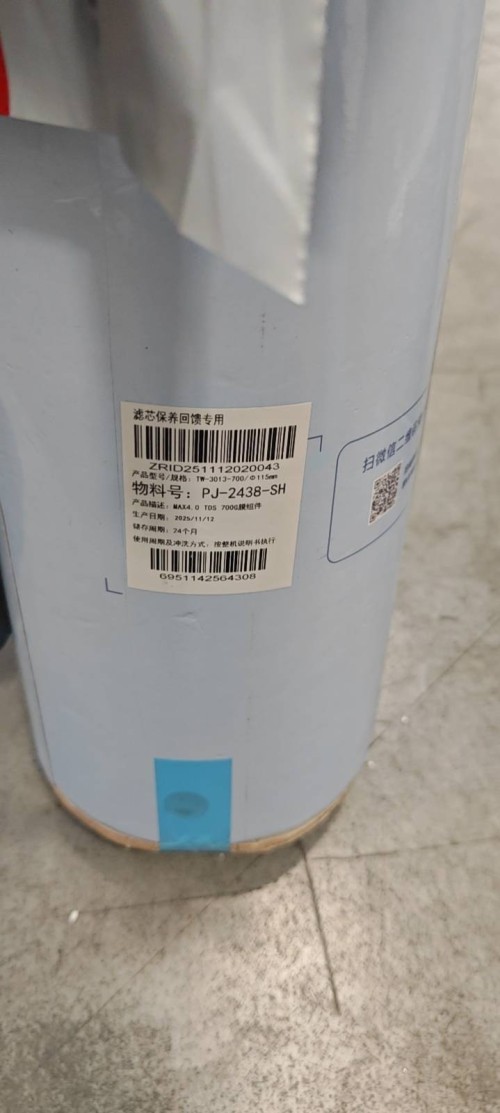 滤芯保养回馈专用
ZRID251112020043
产品型号/规格：TW-3013-700/Φ115mm
物料号：PJ-2438-SH
产品描述：MAX4.0 TDS 700G膜组件
生产日期：2025/11/12
储存周期：24个月
使用周期及冲洗方式：按整机说明书执行
6951142564308
扫微信二维码